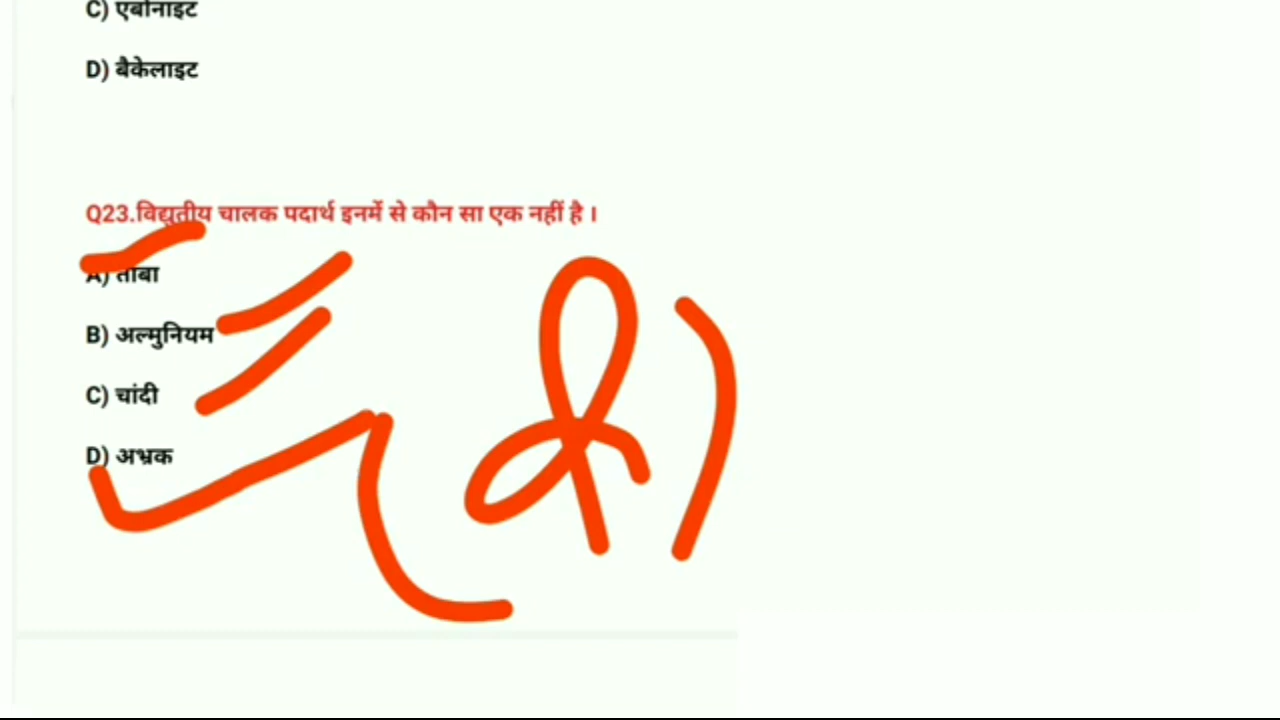 C) एबोनाइट
D) बैकेलाइट
Q23.विद्युतीय चालक पदार्थ इनमें से कौन सा एक नहीं है ।
A) तांबा
B) अल्मुनियम
C) चांदी
D) अभ्रक